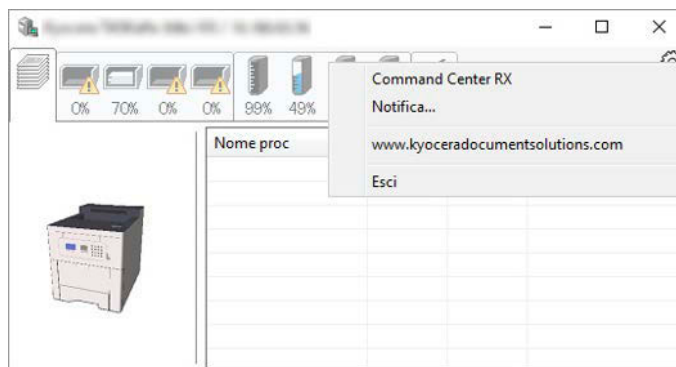 0% 70% 0% 0% 99% 49%
Command Center RX
Notifica...
www.kyoceradocumentsolutions.com
Esci
Nome proc